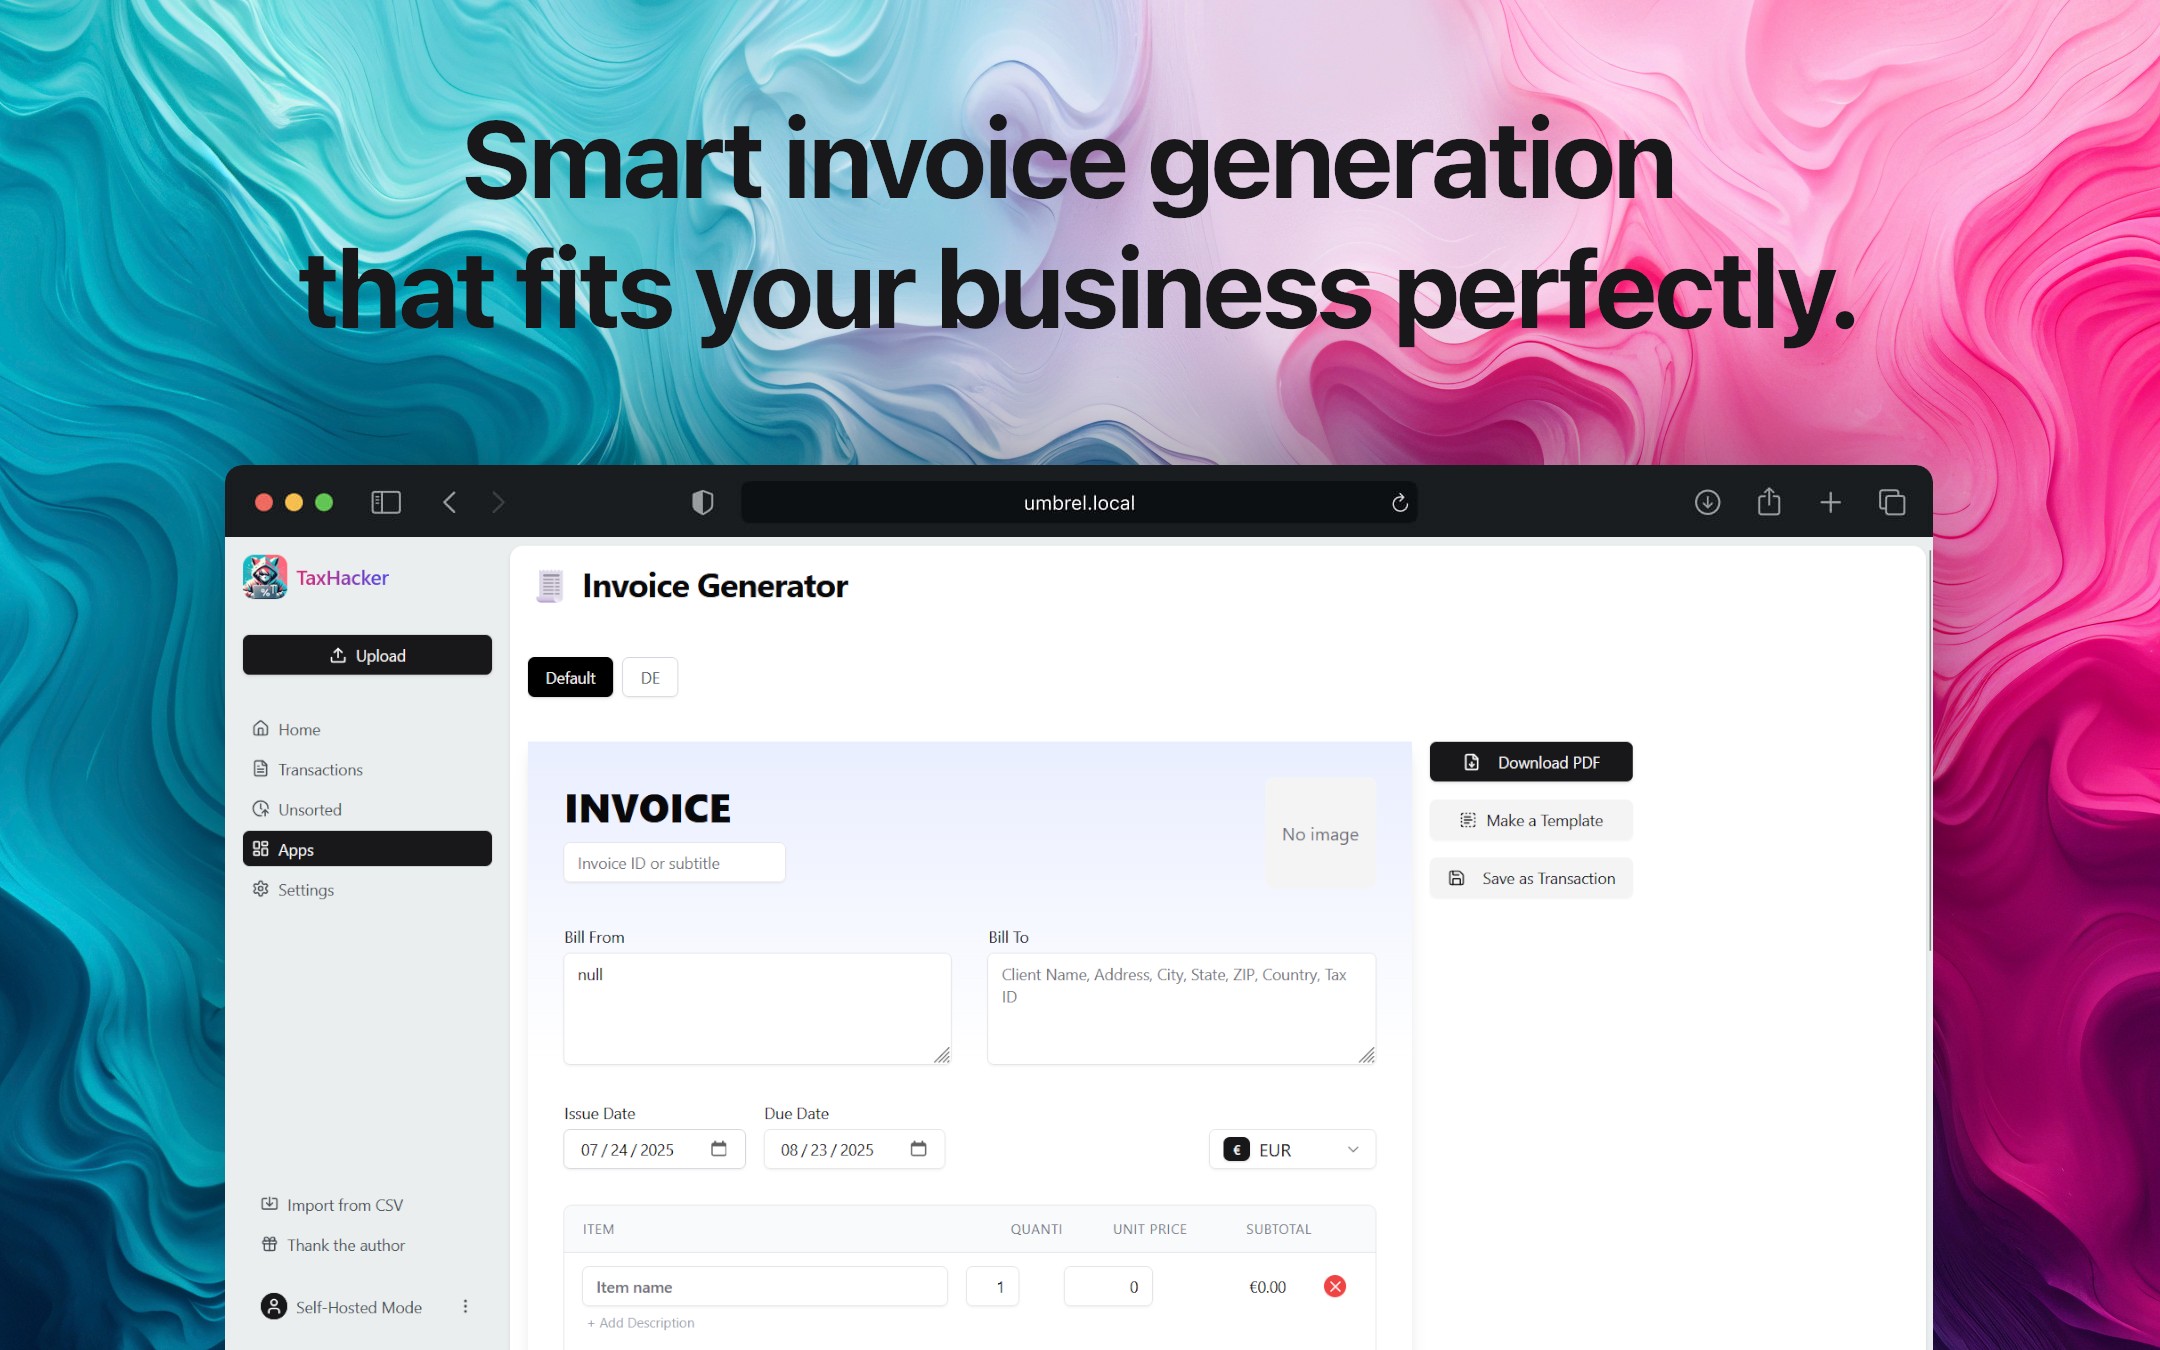 Smart invoice generation
that fits your business perfectly.
umbrel.local
TaxHacker
Upload
Home
Transactions
Unsorted
Apps
Settings
Import from CSV
Thank the author
Self-Hosted Mode
Invoice Generator
Default
DE
INVOICE
No image
Invoice ID or subtitle
Bill From
Bill To
null
Client Name, Address, City, State, ZIP, Country, Tax
ID
Issue Date
Due Date
07/24/2025
08/23/2025
€ EUR
ITEM QUANTI UNIT PRICE SUBTOTAL
Item name 1 0 €0.00
+ Add Description
Download PDF
Make a Template
Save as Transaction